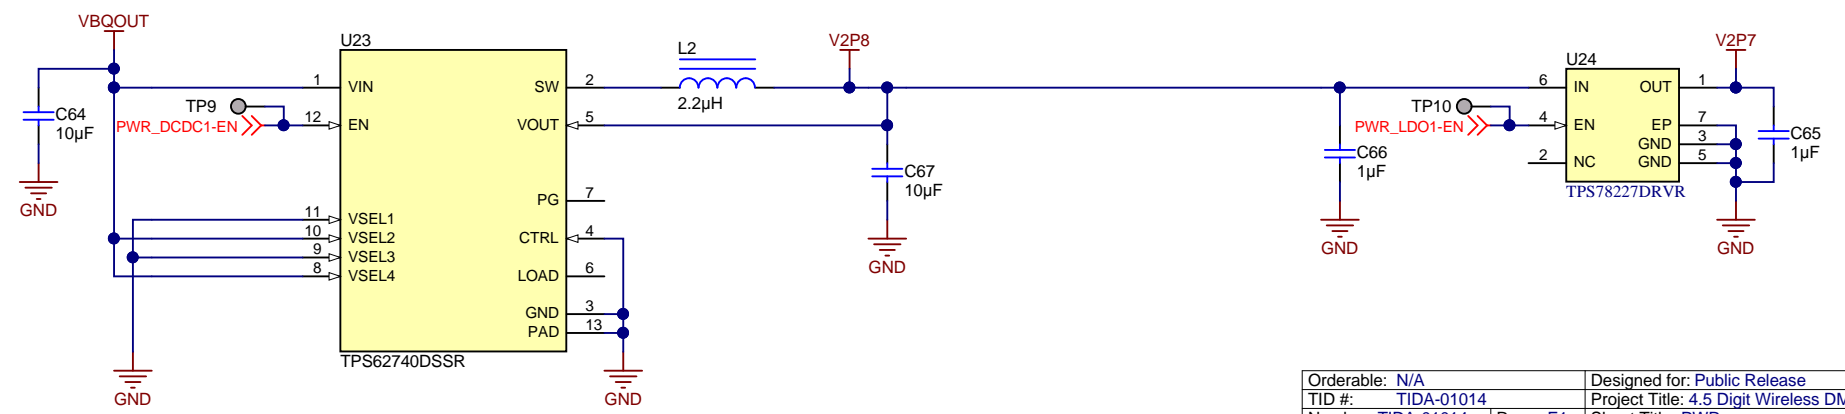 VBQOUT
C64
10µF
GND
TP9
PWR_DCDC1-EN
U23
1 VIN
12 EN
11 VSEL1
10 VSEL2
9 VSEL3
8 VSEL4
GND
SW 2
VOUT 5
PG 7
CTRL 4
LOAD 6
GND 3
PAD 13
TPS62740DSSR
GND
L2
2.2µH
V2P8
C67
10µF
GND
C66
1µF
GND
TP10
PWR_LDO1-EN
U24
6 IN
4 EN
2 NC
OUT 1
EP 7
GND 3
GND 5
TPS78227DRVR
V2P7
C65
1µF
GND
Orderable: N/A
Designed for: Public Release
TID #: TIDA-01014
Project Title: 4.5 Digit Wireless DM